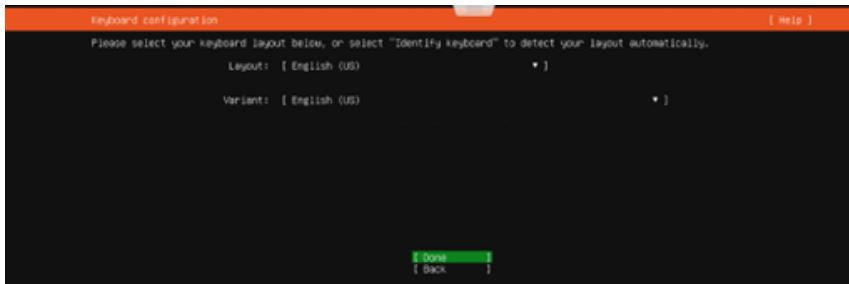 Keyboard configuration [ Help ]
Please select your keyboard layout below, or select "Identify keyboard" to detect your layout automatically.
Layout: [ English (US) ▾ ]
Variant: [ English (US) ▾ ]
[ Done ]
[ Back ]